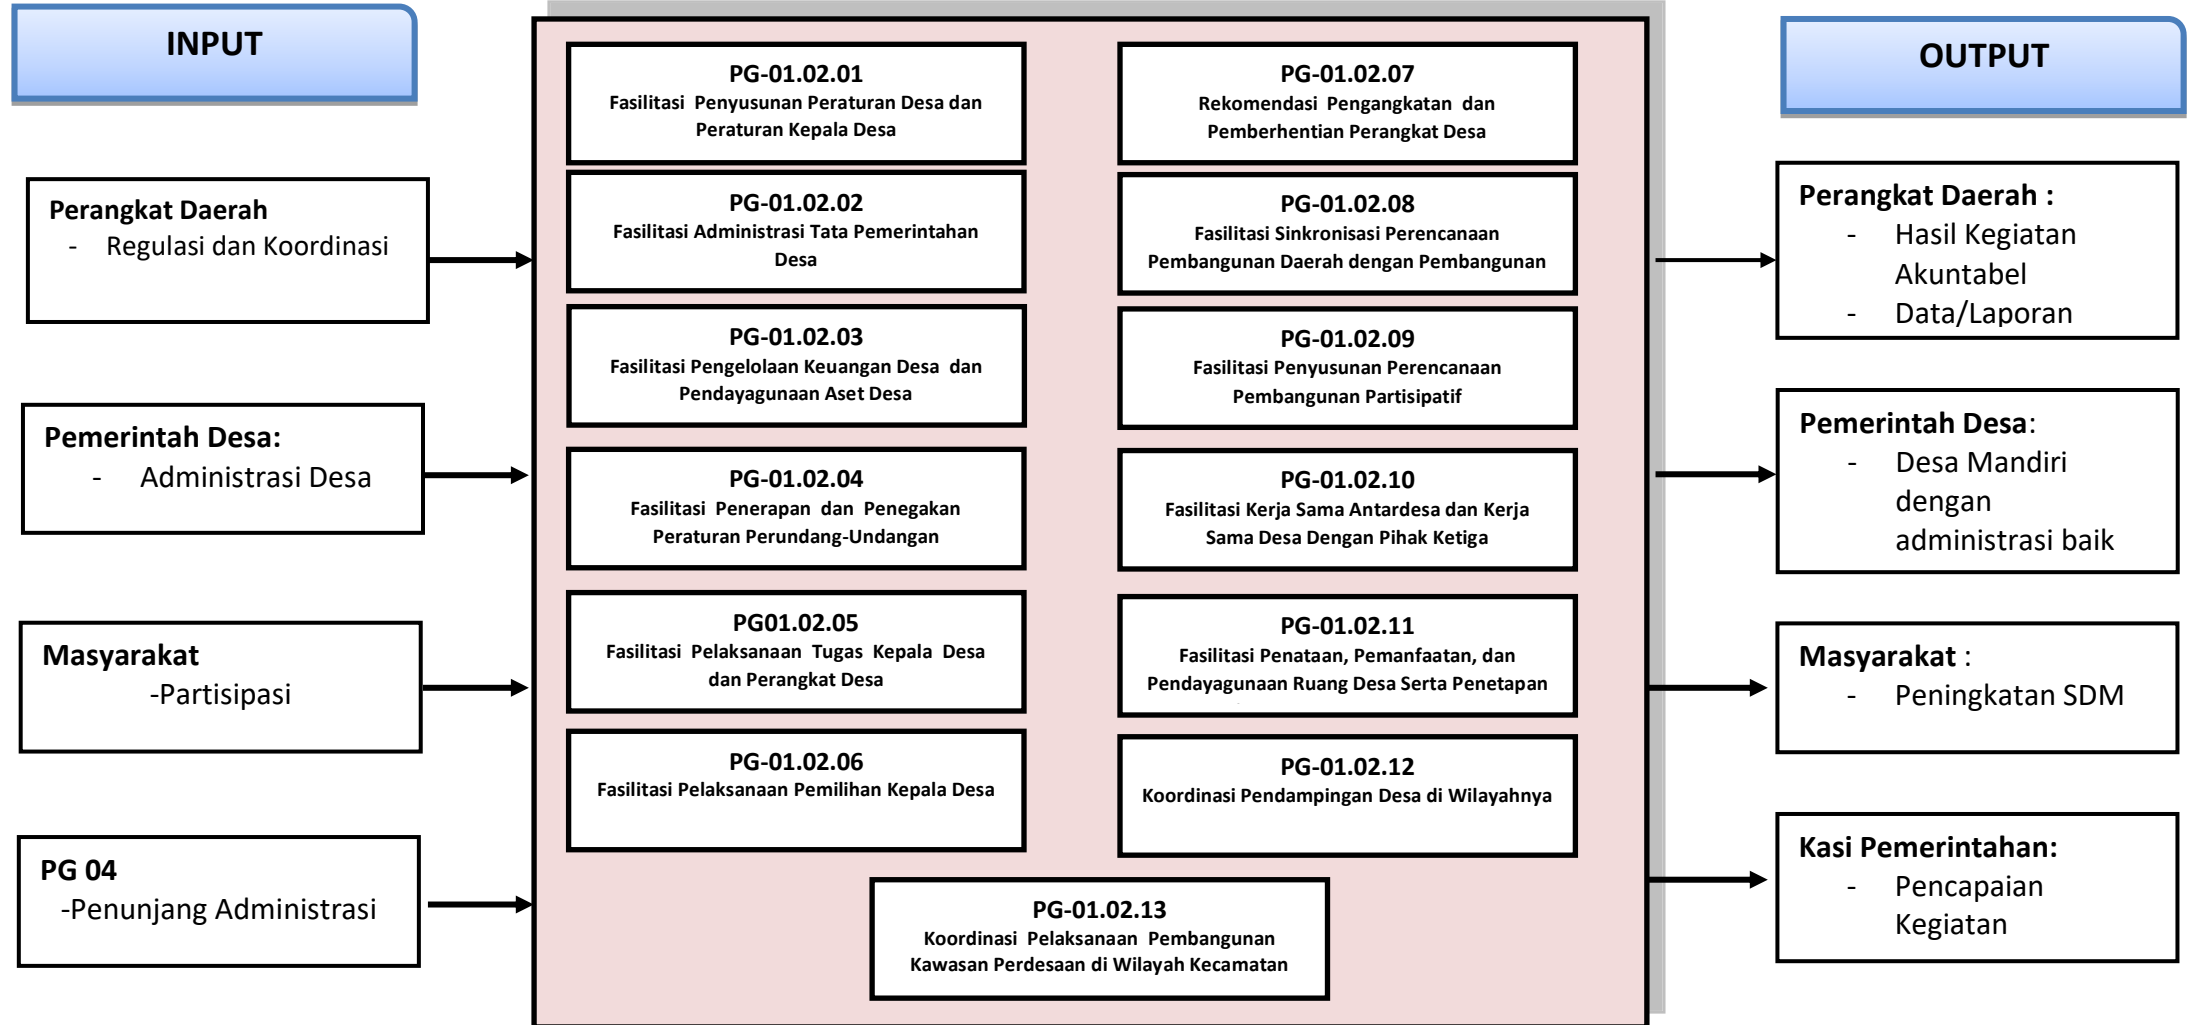 INPUT
Perangkat Daerah
- Regulasi dan Koordinasi
Pemerintah Desa:
- Administrasi Desa
Masyarakat
-Partisipasi
PG 04
-Penunjang Administrasi
PG-01.02.01
Fasilitasi Penyusunan Peraturan Desa dan
Peraturan Kepala Desa
PG-01.02.02
Fasilitasi Administrasi Tata Pemerintahan
Desa
PG-01.02.03
Fasilitasi Pengelolaan Keuangan Desa dan
Pendayagunaan Aset Desa
PG-01.02.04
Fasilitasi Penerapan dan Penegakan
Peraturan Perundang-Undangan
PG01.02.05
Fasilitasi Pelaksanaan Tugas Kepala Desa
dan Perangkat Desa
PG-01.02.06
Fasilitasi Pelaksanaan Pemilihan Kepala Desa
PG-01.02.07
Rekomendasi Pengangkatan dan
Pemberhentian Perangkat Desa
PG-01.02.08
Fasilitasi Sinkronisasi Perencanaan
Pembangunan Daerah dengan Pembangunan
PG-01.02.09
Fasilitasi Penyusunan Perencanaan
Pembangunan Partisipatif
PG-01.02.10
Fasilitasi Kerja Sama Antardesa dan Kerja
Sama Desa Dengan Pihak Ketiga
PG-01.02.11
Fasilitasi Penataan, Pemanfaatan, dan
Pendayagunaan Ruang Desa Serta Penetapan
PG-01.02.12
Koordinasi Pendampingan Desa di Wilayahnya
PG-01.02.13
Koordinasi Pelaksanaan Pembangunan
Kawasan Perdesaan di Wilayah Kecamatan
OUTPUT
Perangkat Daerah :
- Hasil Kegiatan
Akuntabel
- Data/Laporan
Pemerintah Desa:
- Desa Mandiri
dengan
administrasi baik
Masyarakat :
- Peningkatan SDM
Kasi Pemerintahan:
- Pencapaian
Kegiatan